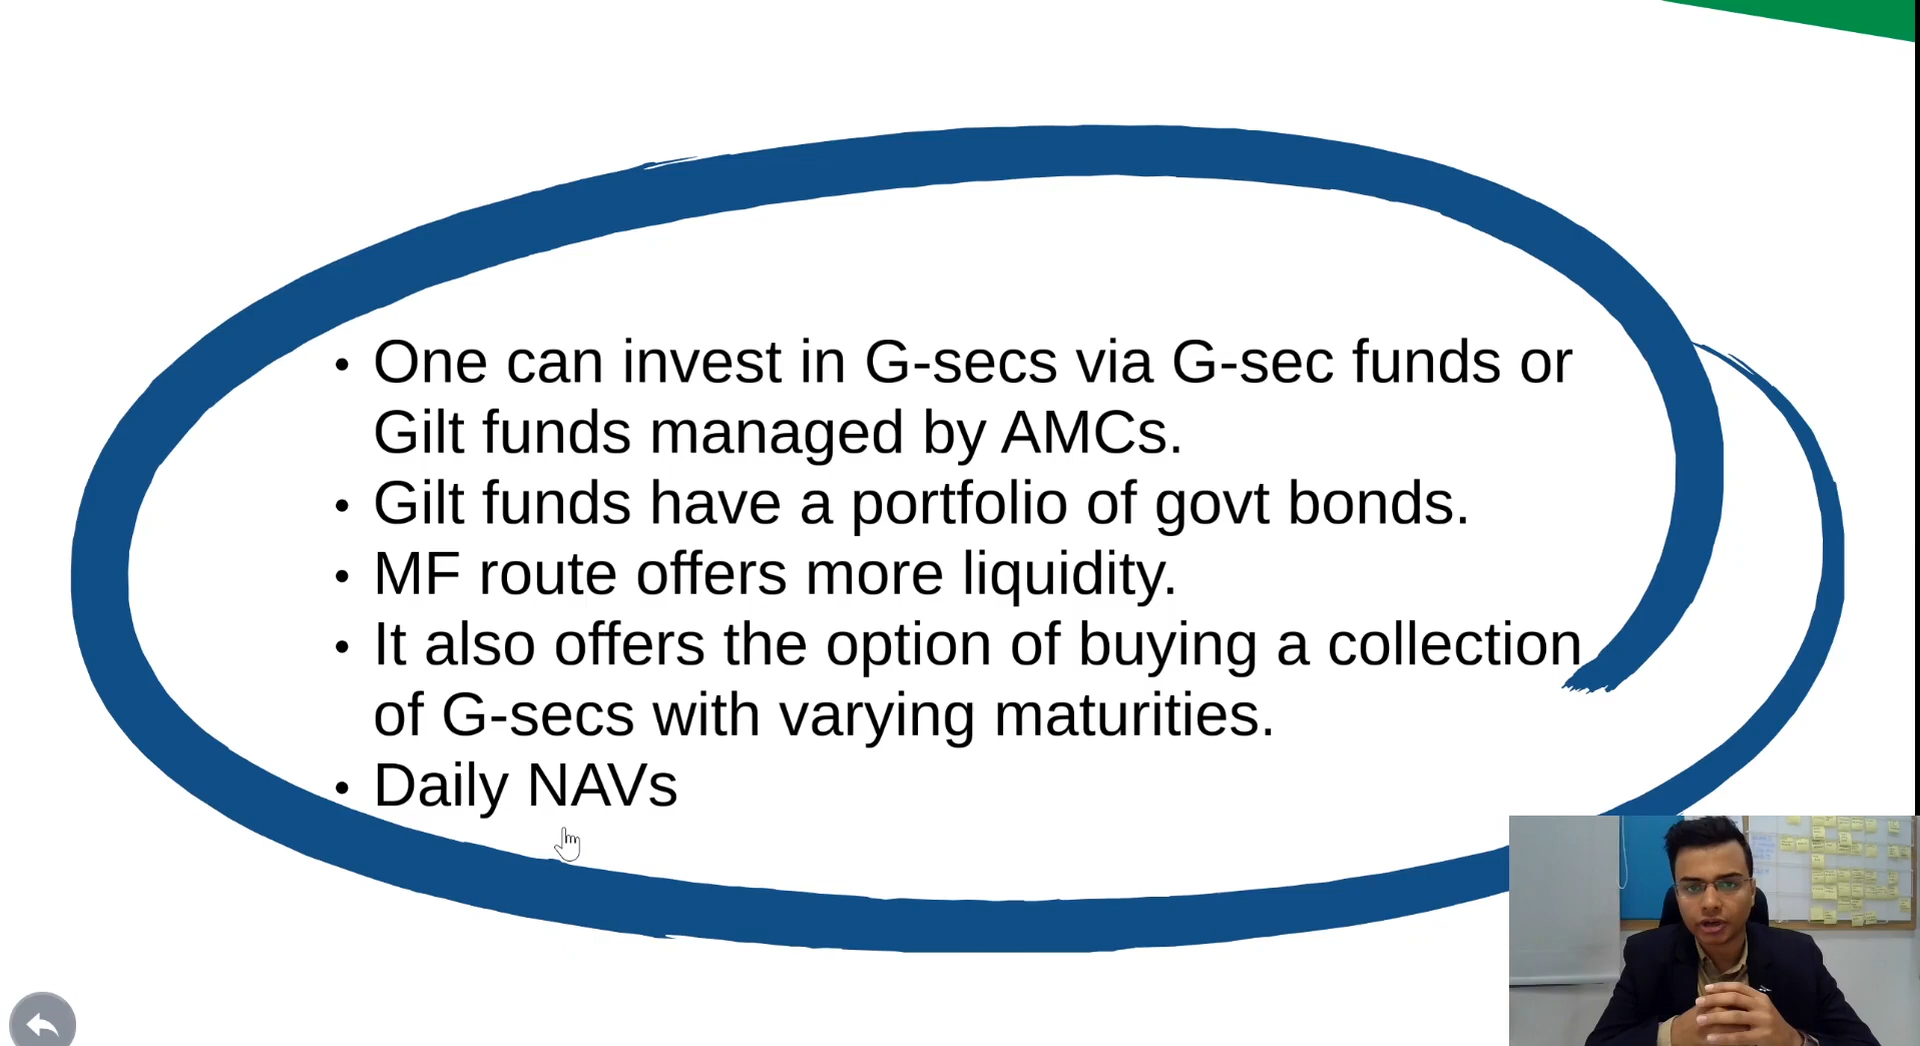 • One can invest in G-secs via G-sec funds or
Gilt funds managed by AMCs.
• Gilt funds have a portfolio of govt bonds.
• MF route offers more liquidity.
• It also offers the option of buying a collection
of G-secs with varying maturities.
• Daily NAVs